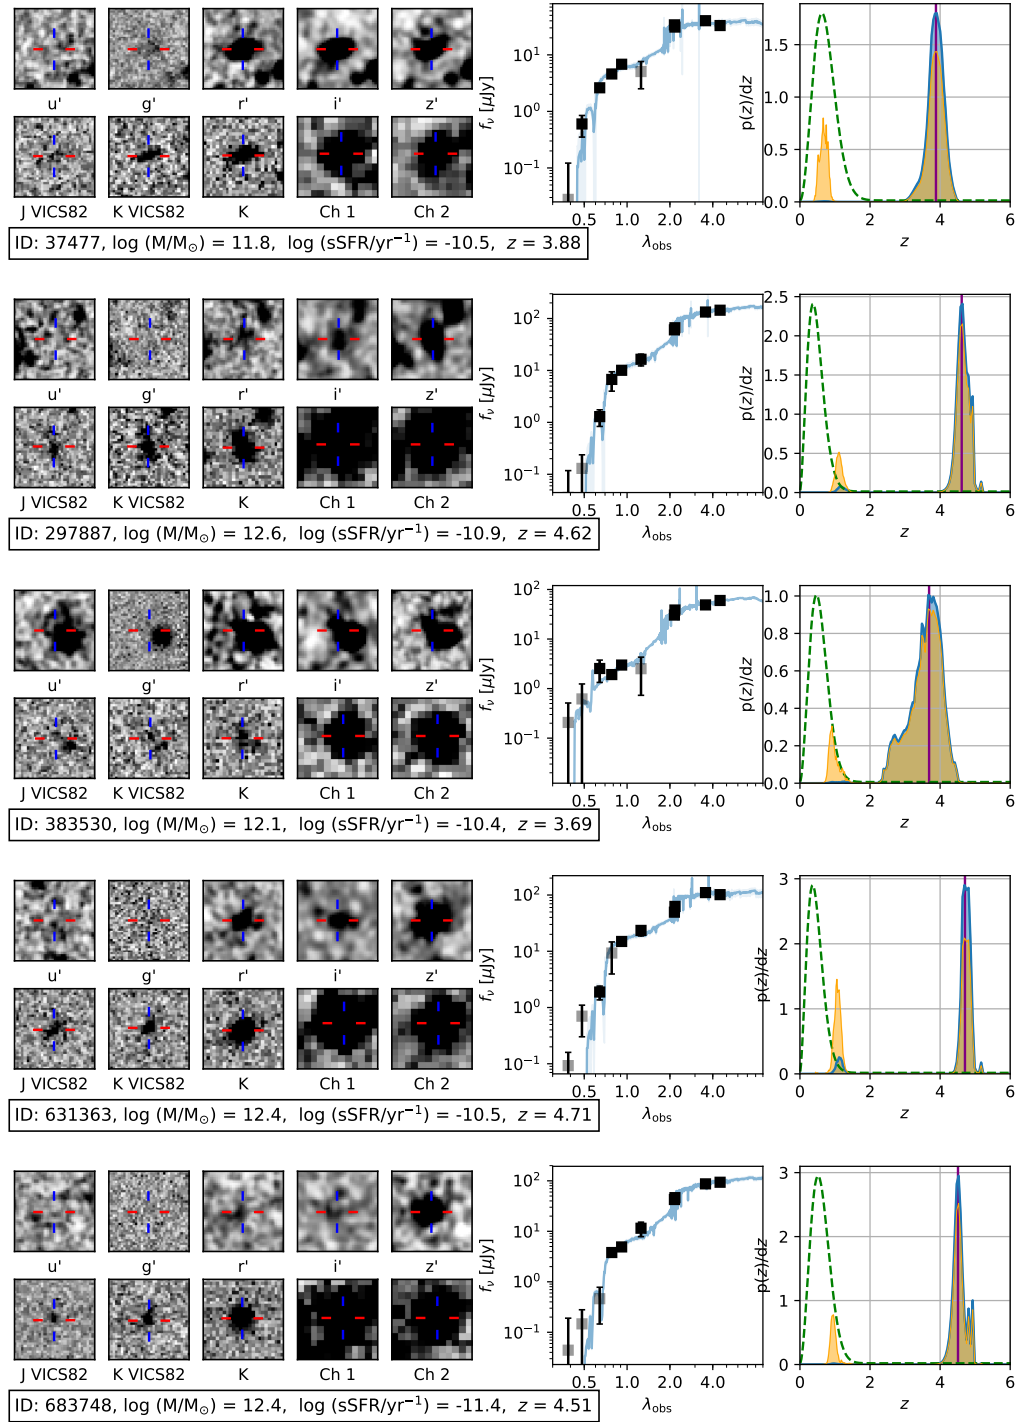 u' g' r' i' z'
J VICS82 K VICS82 K Ch 1 Ch 2
f_ν [μJy]
10²
10¹
10⁰
10⁻¹
0.5 1.0 2.0 4.0
λ_obs
p(z)/dz
1.5
1.0
0.5
0.0
0 2 4 6
z
ID: 37477, log (M/M⊙) = 11.8, log (sSFR/yr⁻¹) = -10.5, z = 3.88
u' g' r' i' z'
J VICS82 K VICS82 K Ch 1 Ch 2
f_ν [μJy]
10²
10¹
10⁰
10⁻¹
0.5 1.0 2.0 4.0
λ_obs
p(z)/dz
2.5
2.0
1.5
1.0
0.5
0.0
0 2 4 6
z
ID: 297887, log (M/M⊙) = 12.6, log (sSFR/yr⁻¹) = -10.9, z = 4.62
u' g' r' i' z'
J VICS82 K VICS82 K Ch 1 Ch 2
f_ν [μJy]
10²
10¹
10⁰
10⁻¹
0.5 1.0 2.0 4.0
λ_obs
p(z)/dz
1.0
0.8
0.6
0.4
0.2
0.0
0 2 4 6
z
ID: 383530, log (M/M⊙) = 12.1, log (sSFR/yr⁻¹) = -10.4, z = 3.69
u' g' r' i' z'
J VICS82 K VICS82 K Ch 1 Ch 2
f_ν [μJy]
10²
10¹
10⁰
10⁻¹
0.5 1.0 2.0 4.0
λ_obs
p(z)/dz
3
2
1
0
0 2 4 6
z
ID: 631363, log (M/M⊙) = 12.4, log (sSFR/yr⁻¹) = -10.5, z = 4.71
u' g' r' i' z'
J VICS82 K VICS82 K Ch 1 Ch 2
f_ν [μJy]
10²
10¹
10⁰
10⁻¹
0.5 1.0 2.0 4.0
λ_obs
p(z)/dz
3
2
1
0
0 2 4 6
z
ID: 683748, log (M/M⊙) = 12.4, log (sSFR/yr⁻¹) = -11.4, z = 4.51